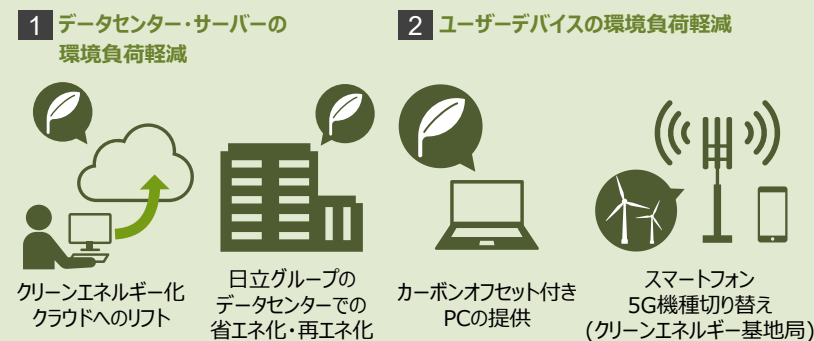 1 データセンター・サーバーの
環境負荷軽減
クリーンエネルギー化
クラウドへのリフト
日立グループの
データセンターでの
省エネ化・再エネ化
2 ユーザーデバイスの環境負荷軽減
カーボンオフセット付き
PCの提供
スマートフォン
5G機種切り替え
(クリーンエネルギー基地局)